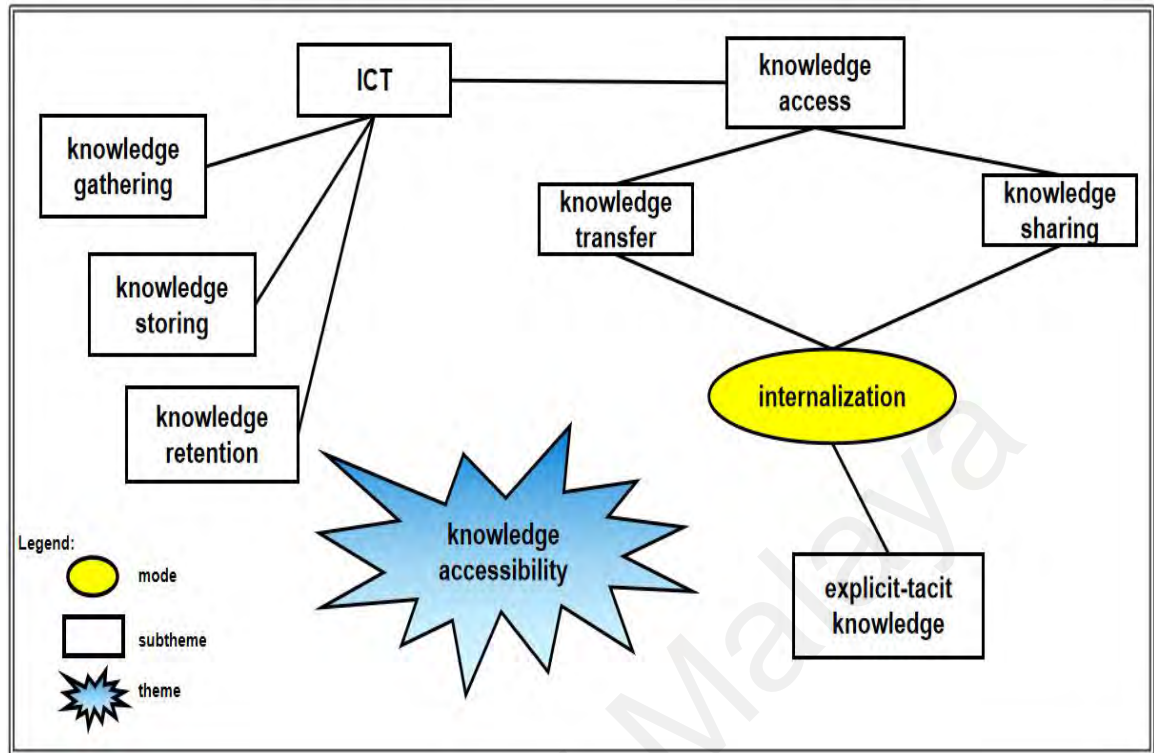 ICT
knowledge
access
knowledge
gathering
knowledge
transfer
knowledge
sharing
knowledge
storing
internalization
knowledge
retention
knowledge
accessibility
explicit-tacit
knowledge
Legend:
mode
subtheme
theme
Malaya